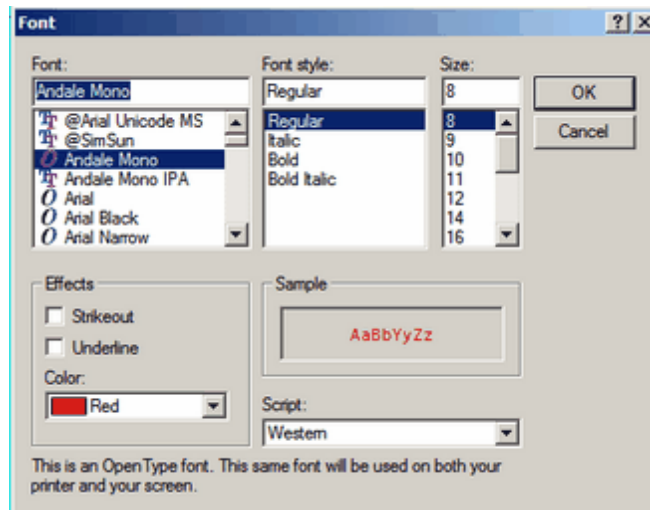 Font
Font:
Font style:
Size:
Andale Mono
Regular
8
OK
Cancel
@Arial Unicode MS
@SimSun
Andale Mono
Andale Mono IPA
Arial
Arial Black
Arial Narrow
Regular
Italic
Bold
Bold Italic
8
9
10
11
12
14
16
Effects
Strikeout
Underline
Color:
Red
Sample
AaBbYyZz
Script:
Western
This is an OpenType font. This same font will be used on both your
printer and your screen.